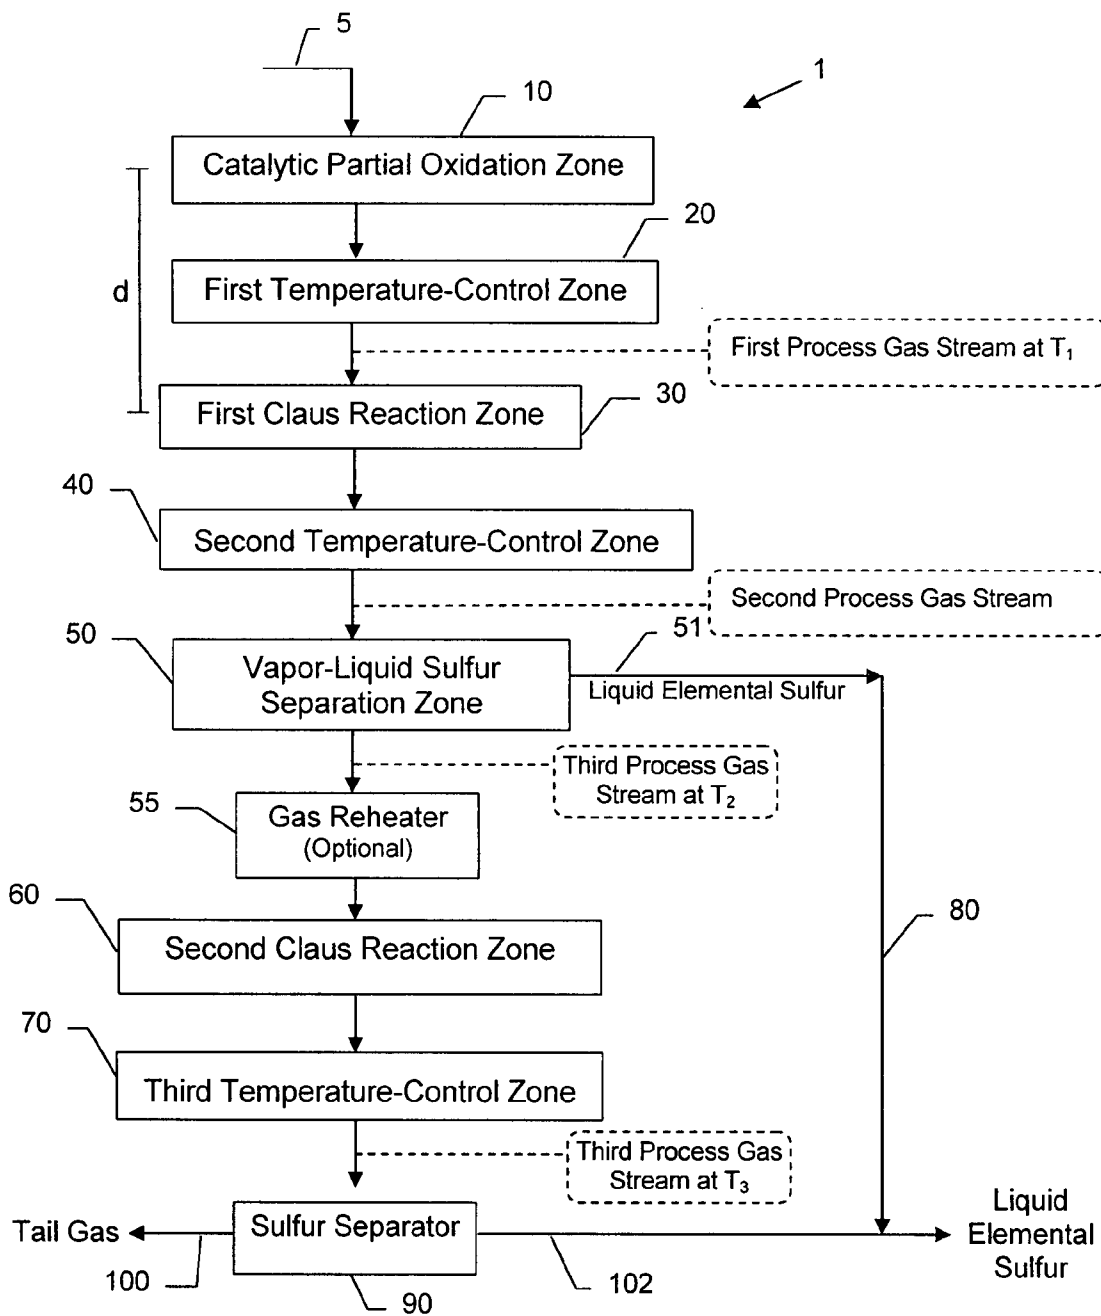 5
1
10
Catalytic Partial Oxidation Zone
20
d
First Temperature-Control Zone
First Process Gas Stream at T1
30
First Claus Reaction Zone
40
Second Temperature-Control Zone
Second Process Gas Stream
50
51
Vapor-Liquid Sulfur
Separation Zone
Liquid Elemental Sulfur
Third Process Gas
Stream at T2
55
Gas Reheater
(Optional)
60
80
Second Claus Reaction Zone
70
Third Temperature-Control Zone
Third Process Gas
Stream at T3
Tail Gas
Sulfur Separator
Liquid
Elemental
Sulfur
100
102
90